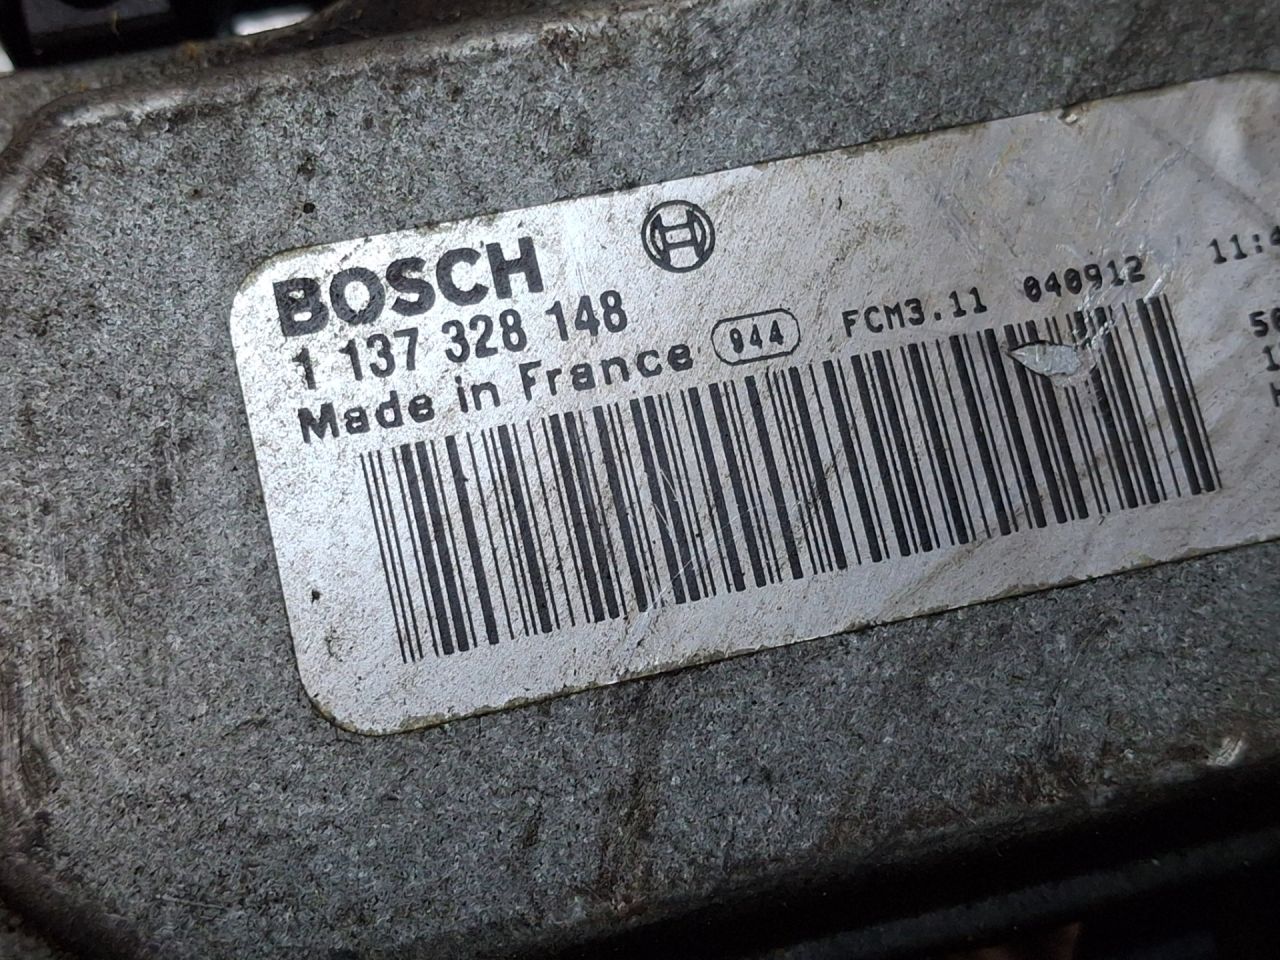 BOSCH
1 137 328 148
Made in France 944 FCM3.11 040912